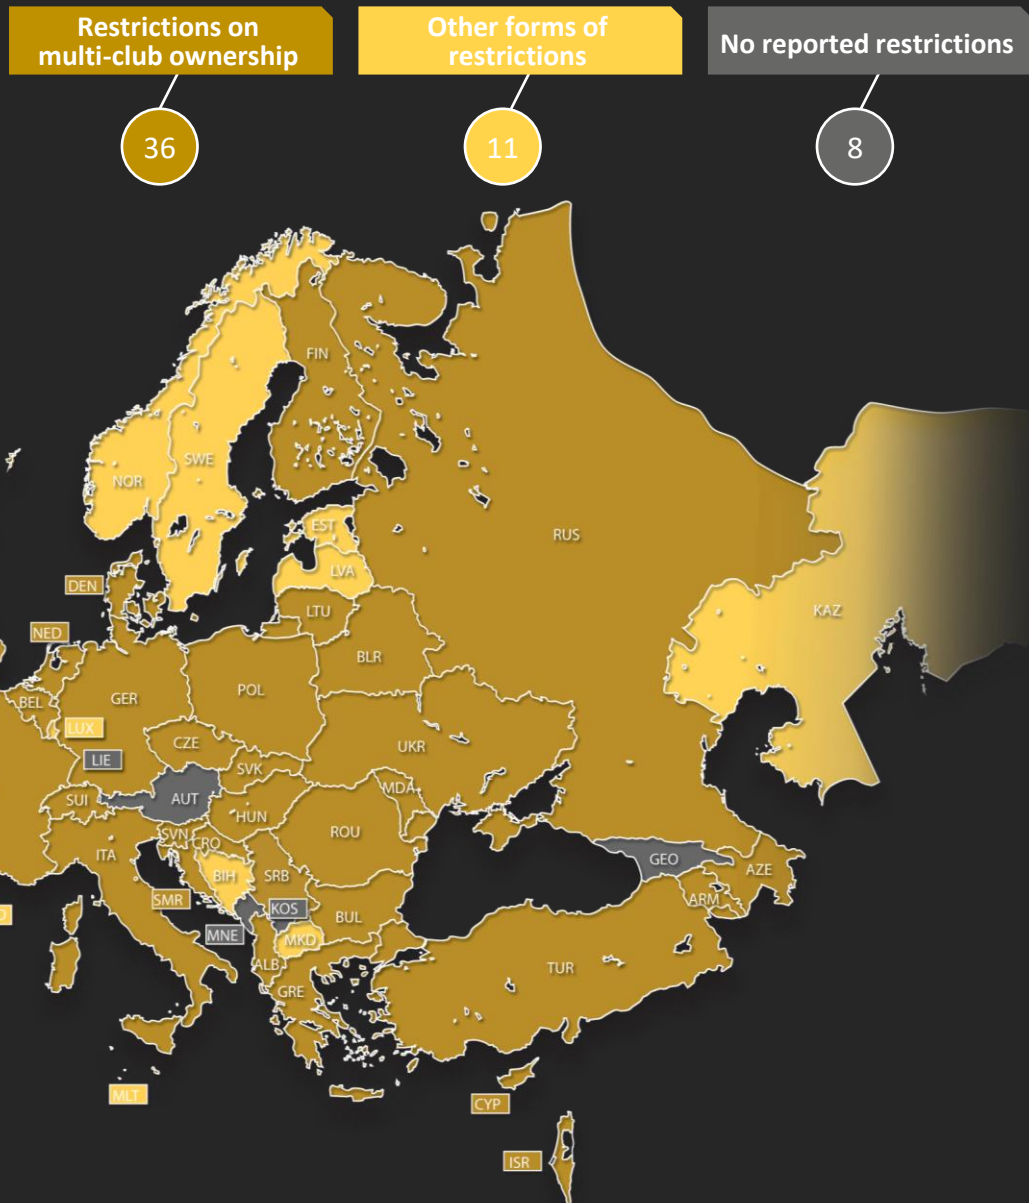 Restrictions on
multi-club ownership
Other forms of
restrictions
No reported restrictions
36
11
8
FIN
SWE
NOR
EST
RUS
LVA
DEN
KAZ
LTU
NED
BLR
POL
GER
BEL
LUX
CZE
UKR
LIE
SVK
MDA
AUT
SUI
HUN
ROU
SVN
CRO
ITA
GEO
AZE
BIH
SRB
SMR
ARM
KOS
BUL
MNE
MKD
ALB
TUR
GRE
MLT
CYP
ISR